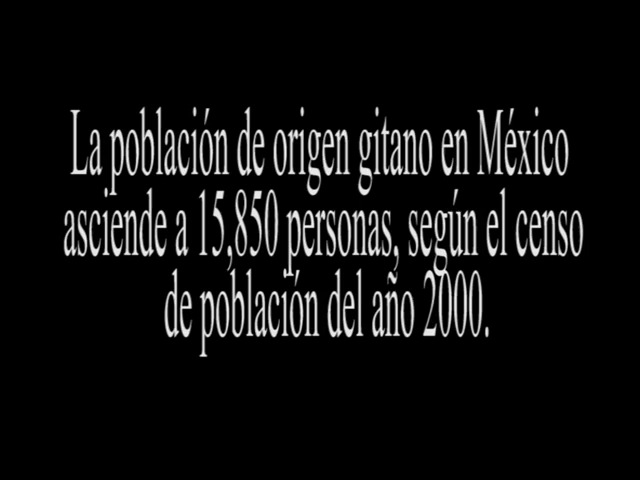 La población de origen gitano en México
asciende a 15,850 personas, según el censo
de población del año 2000.